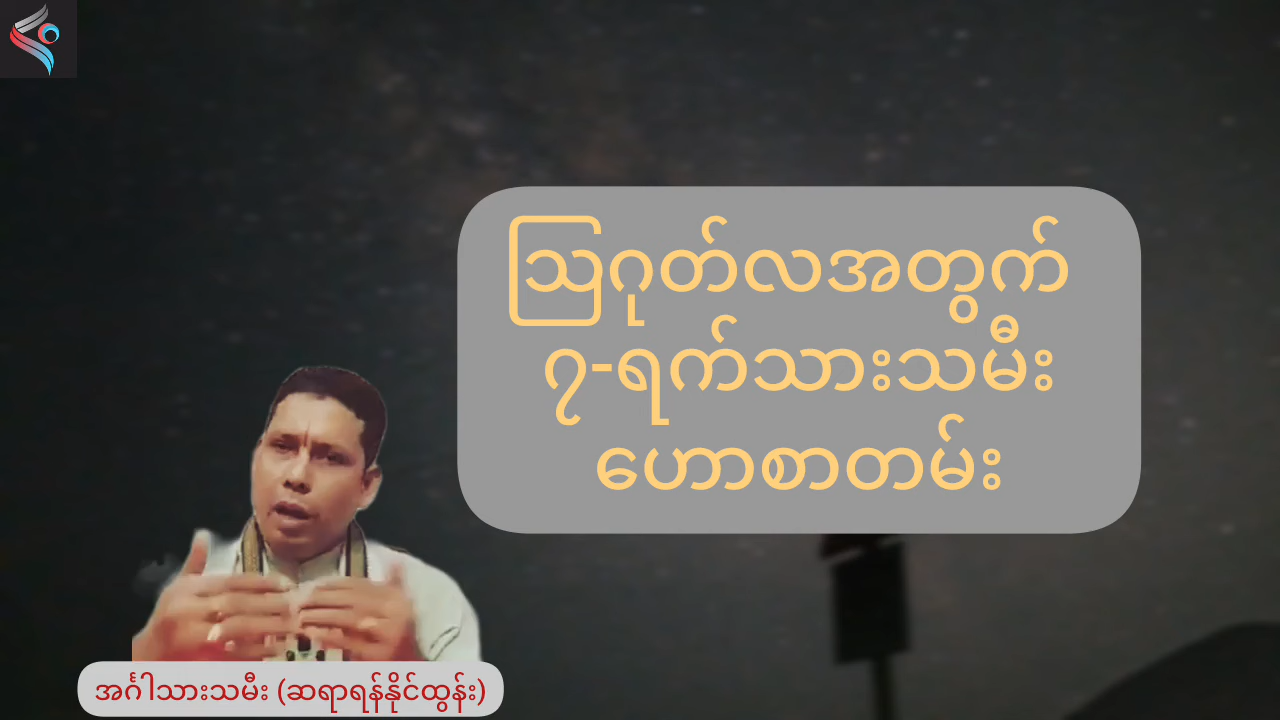 ဩဂုတ်လအတွက်
၇-ရက်သားသမီး
ဟောစာတမ်း
အင်္ဂါသားသမီး (ဆရာရန်နိုင်ထွန်း)